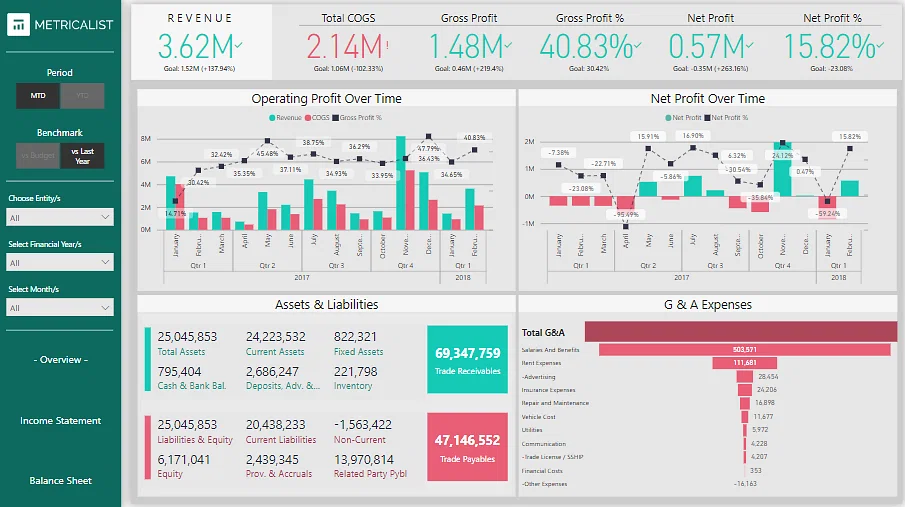 METRICALIST
Period
MTD
YTD
Benchmark
vs Budget
vs Last Year
Choose Entity/s
All
Select Financial Year/s
All
Select Month/s
All
- Overview -
Income Statement
Balance Sheet
REVENUE
3.62M
Goal: 1.52M (+137.94%)
Total COGS
2.14M!
Goal: 1.06M (-102.33%)
Gross Profit
1.48M
Goal: 0.46M (+219.4%)
Gross Profit %
40.83%
Goal: 30.42%
Net Profit
0.57M
Goal: -0.35M (+263.16%)
Net Profit %
15.82%
Goal: -23.08%
Operating Profit Over Time
Revenue COGS Gross Profit %
8M
6M
4M
2M
0M
14.71%
30.42%
32.42%
35.35%
45.48%
37.11%
38.75%
34.93%
36.29%
33.95%
36.43%
47.79%
34.65%
40.83%
January Febru... March April May June July August Septe... October Nove... Dece... January Febru...
Qtr 1 Qtr 2 Qtr 3 Qtr 4 Qtr 1
2017 2018
Net Profit Over Time
Net Profit Net Profit %
2M
1M
0M
-1M
-7.38%
-23.08%
-22.71%
-95.49%
15.91%
-5.86%
16.90%
6.32%
-30.54%
-35.84%
24.12%
0.47%
-59.24%
15.82%
January Febru... March April May June July August Septe... October Nove... Dece... January Febru...
Qtr 1 Qtr 2 Qtr 3 Qtr 4 Qtr 1
2017 2018
Assets & Liabilities
25,045,853 24,223,532 822,321
Total Assets Current Assets Fixed Assets
795,404 2,686,247 221,798
Cash & Bank Bal. Deposits, Adv. &... Inventory
69,347,759
Trade Receivables
25,045,853 20,438,233 -1,563,422
Liabilities & Equity Current Liabilities Non-Current
6,171,041 2,439,345 13,970,814
Equity Prov. & Accruals Related Party Pybl
47,146,552
Trade Payables
G & A Expenses
Total G&A
Salaries And Benefits 503,571
Rent Expenses 111,681
-Advertising 28,454
Insurance Expenses 24,206
Repair and Maintenance 16,898
Vehicle Cost 11,677
Utilities 5,972
Communication 4,228
-Trade License / SSHIP 4,207
Financial Costs 353
-Other Expenses -16,163